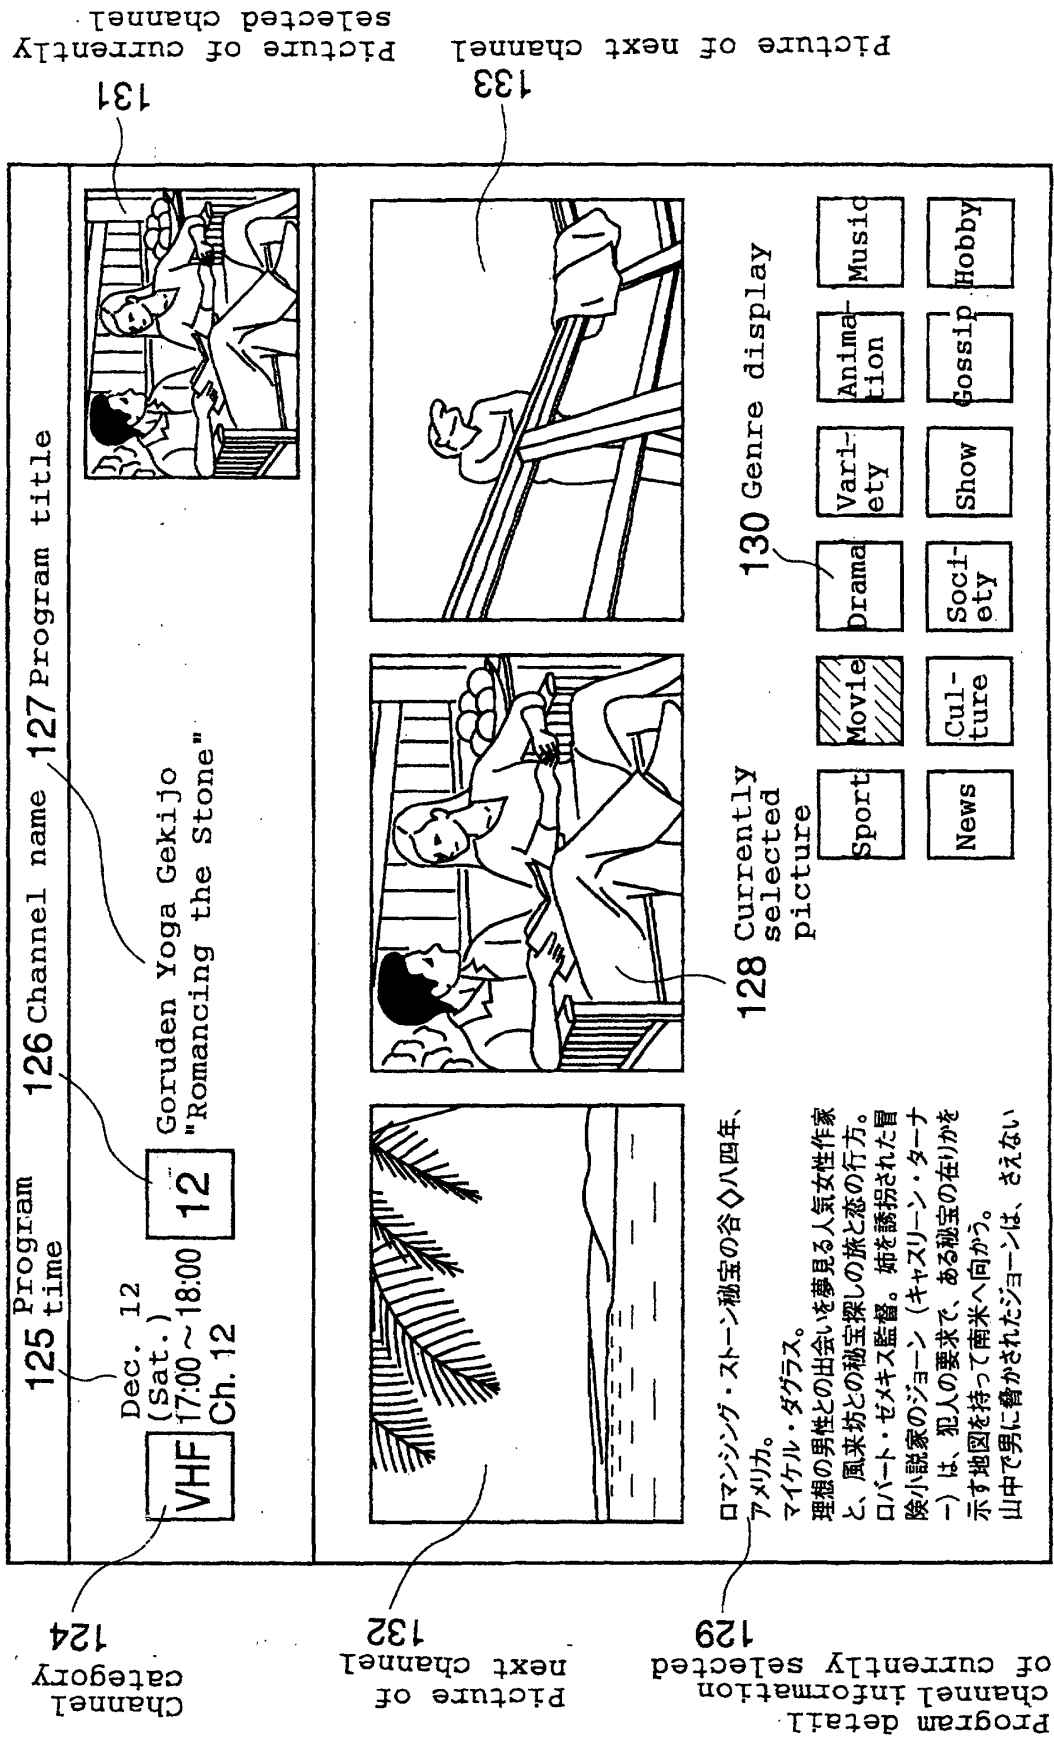 125 Program
time
126 Channel name
127 Program title
124
Channel
category
131
Picture of currently
selected channel
VHF
Dec. 12
(Sat.)
17:00~18:00
Ch. 12
12
Goruden Yoga Gekijo
"Romancing the Stone"
132
Picture of
next channel
133
Picture of next channel
128 Currently
selected
picture
129
Program detail
channel information
of currently selected
ロマンシング・ストーン秘宝の谷◇八四年、
アメリカ。
マイケル・ダグラス。
理想の男性との出会いを夢見る人気女性作家
と、風来坊との秘宝探しの旅と恋の行方。
ロバート・ゼメキス監督。姉を誘拐された冒
険小説家のジョーン(キャスリーン・ターナ
ー)は、犯人の要求で、ある秘宝の在りかを
示す地図を持って南米へ向かう。
山中で男に脅かされたジョーンは、さえない
130 Genre display
Sport
Movie
Drama
Vari-
ety
Anima-
tion
Music
News
Cul-
ture
Soci-
ety
Show
Gossip
Hobby